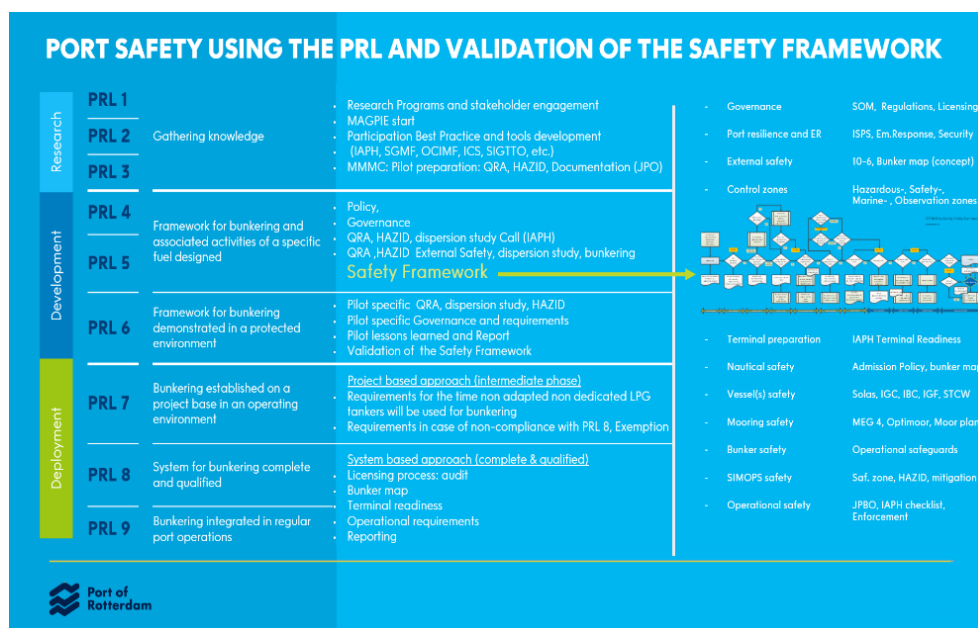 PORT SAFETY USING THE PRL AND VALIDATION OF THE SAFETY FRAMEWORK
Research
PRL 1
PRL 2
PRL 3
Gathering knowledge
• Research Programs and stakeholder engagement
• MAGPIE start
• Participation Best Practice and tools development
• (IAPH, SGMF, OCIMF, ICS, SIGTTO, etc.)
• MMMC: Pilot preparation: QRA, HAZID, Documentation (JPO)
Development
PRL 4
PRL 5
Framework for bunkering and
associated activities of a specific
fuel designed
• Policy,
• Governance
• QRA, HAZID, dispersion study Call (IAPH)
• QRA ,HAZID External Safety, dispersion study, bunkering
Safety Framework
PRL 6
Framework for bunkering
demonstrated in a protected
environment
• Pilot specific QRA, dispersion study, HAZID
• Pilot specific Governance and requirements
• Pilot lessons learned and Report
• Validation of the Safety Framework
Deployment
PRL 7
Bunkering established on a
project base in an operating
environment
Project based approach (intermediate phase)
• Requirements for the time non adapted non dedicated LPG
tankers will be used for bunkering
• Requirements in case of non-compliance with PRL 8, Exemption
PRL 8
System for bunkering complete
and qualified
System based approach (complete & qualified)
• Licensing process: audit
• Bunker map
• Terminal readiness
• Operational requirements
• Reporting
PRL 9
Bunkering integrated in regular
port operations
- Governance SOM, Regulations, Licensing
- Port resilience and ER ISPS, Em.Response, Security
- External safety 10-6, Bunker map (concept)
- Control zones Hazardous-, Safety-,
Marine- , Observation zones
- Terminal preparation IAPH Terminal Readiness
- Nautical safety Admission Policy, bunker map
- Vessel(s) safety Solas, IGC, IBC, IGF, STCW
- Mooring safety MEG 4, Optimoor, Moor plan
- Bunker safety Operational safeguards
- SIMOPS safety Saf. zone, HAZID, mitigation
- Operational safety JPBO, IAPH checklist,
Enforcement
Port of
Rotterdam